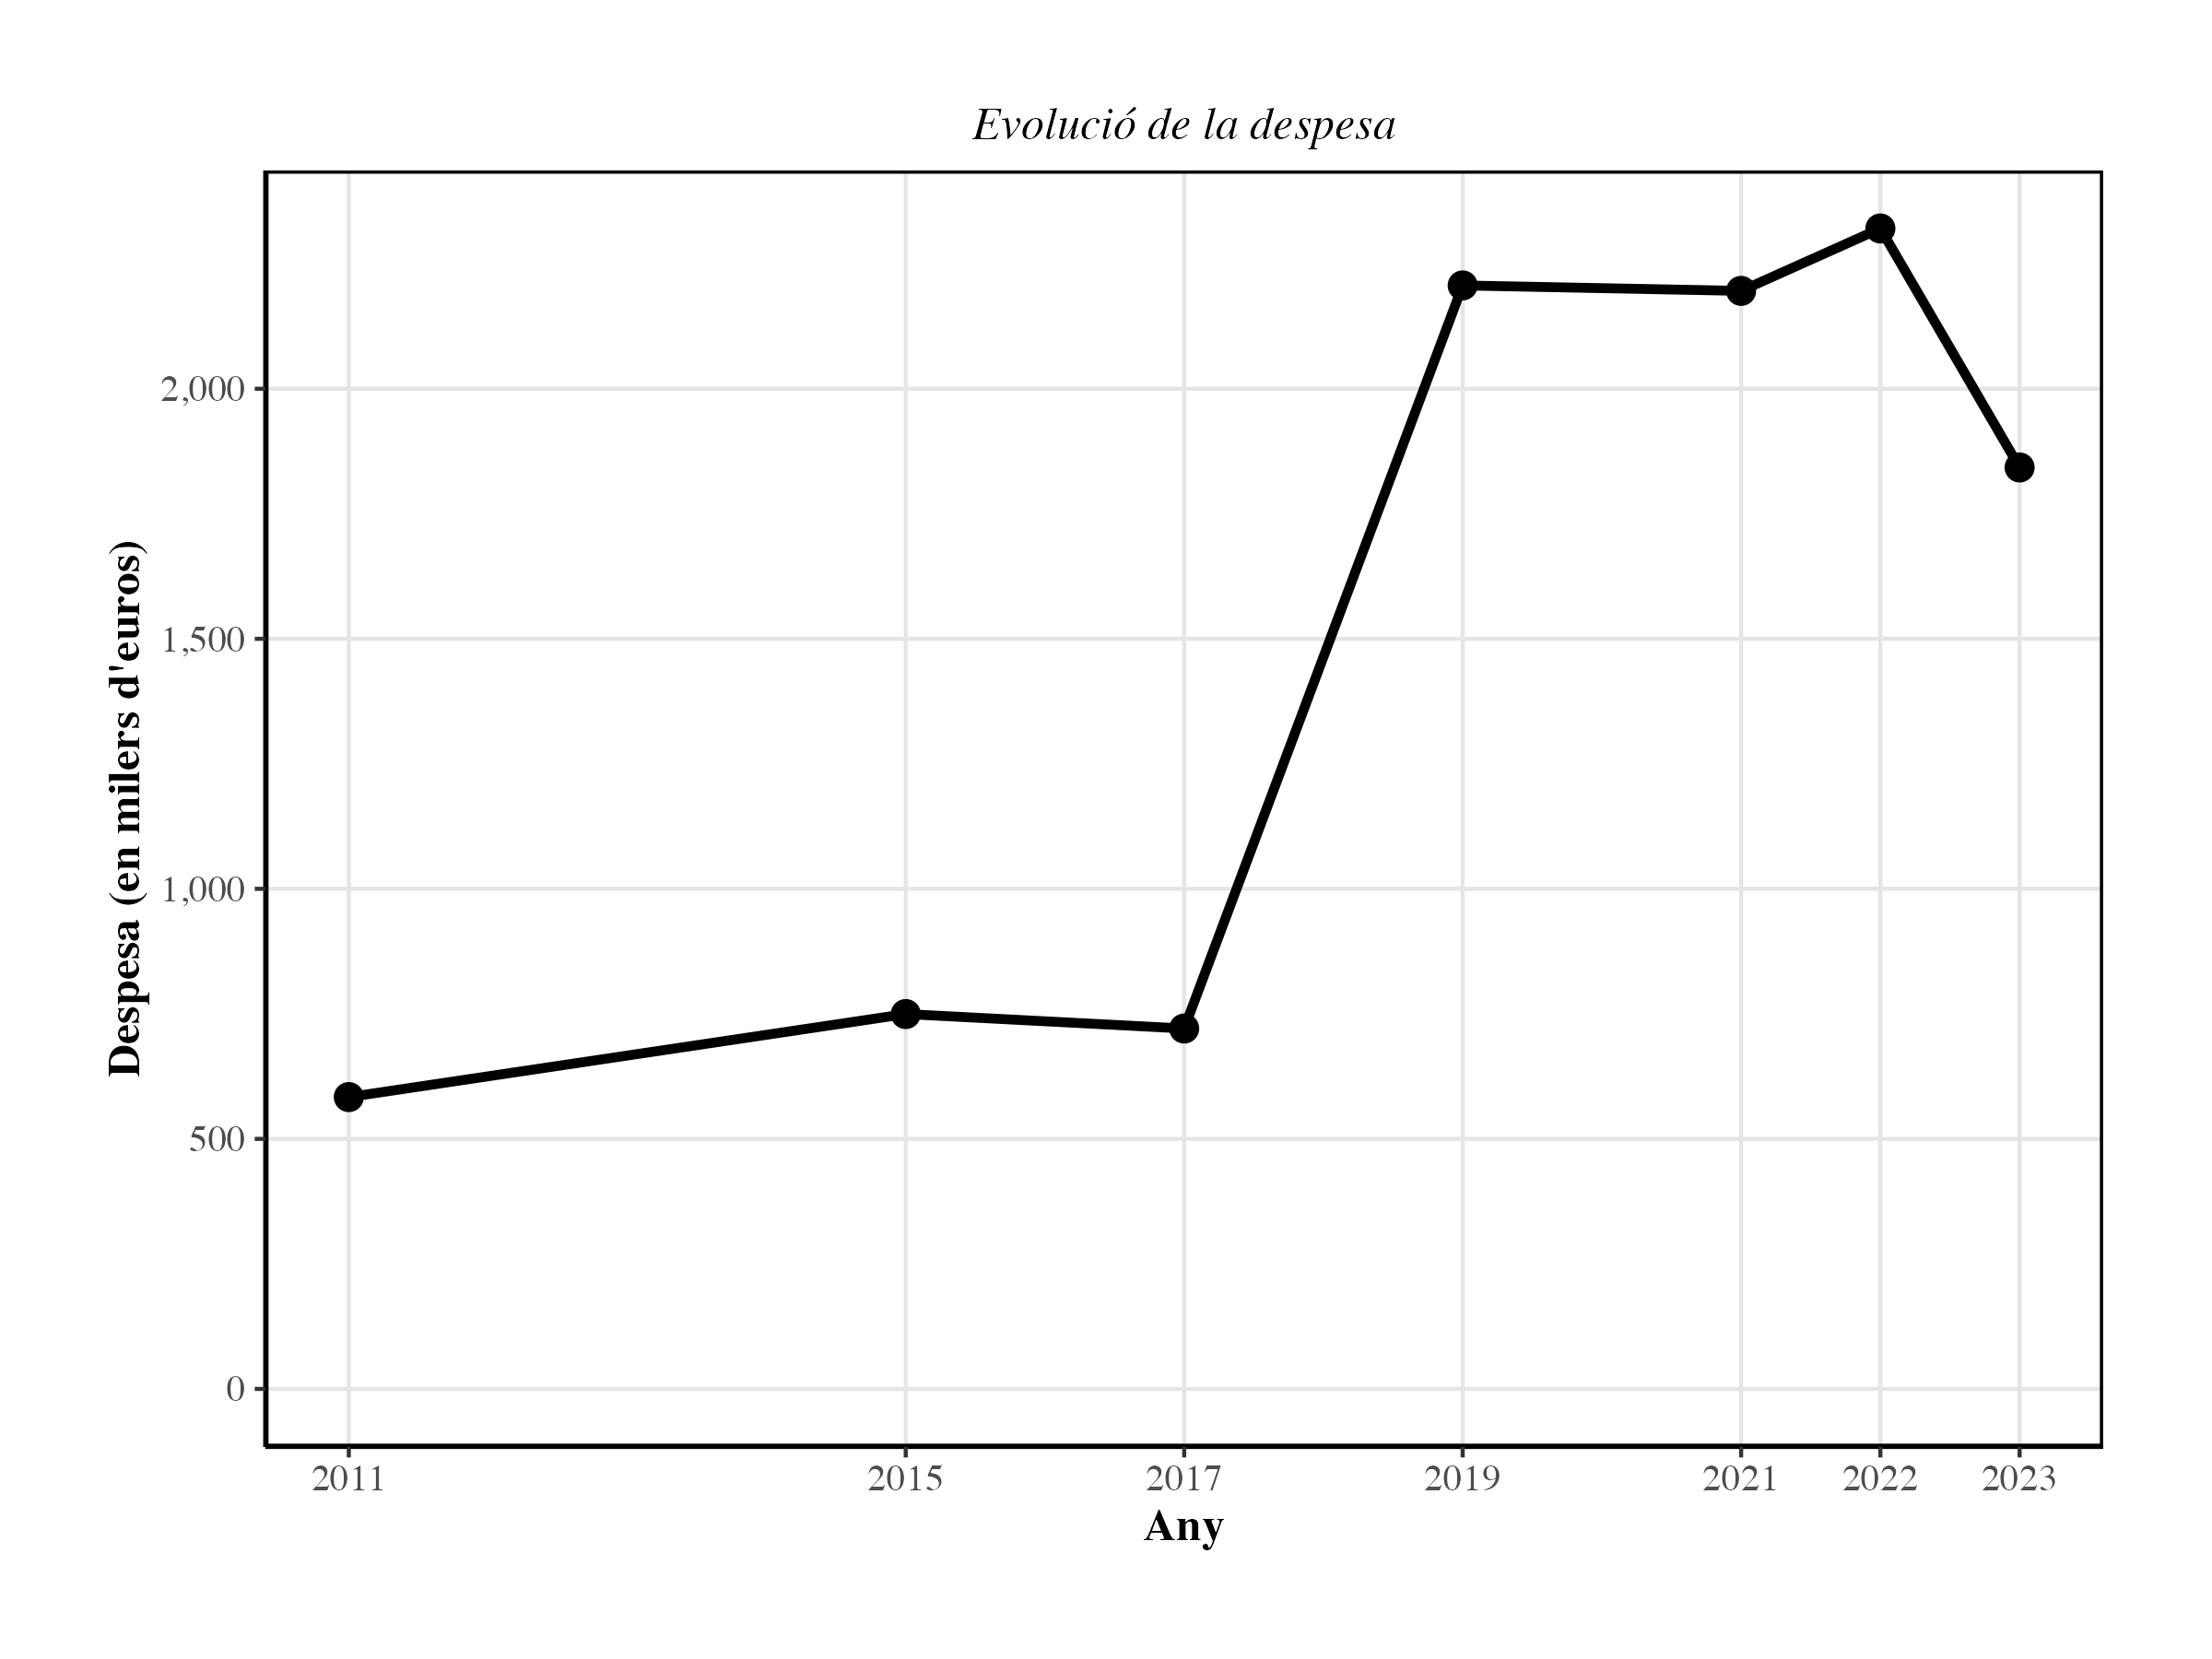 Evolució de la despesa
Despesa (en milers d'euros)
2,000
1,500
1,000
500
0
2011 2015 2017 2019 2021 2022 2023
Any